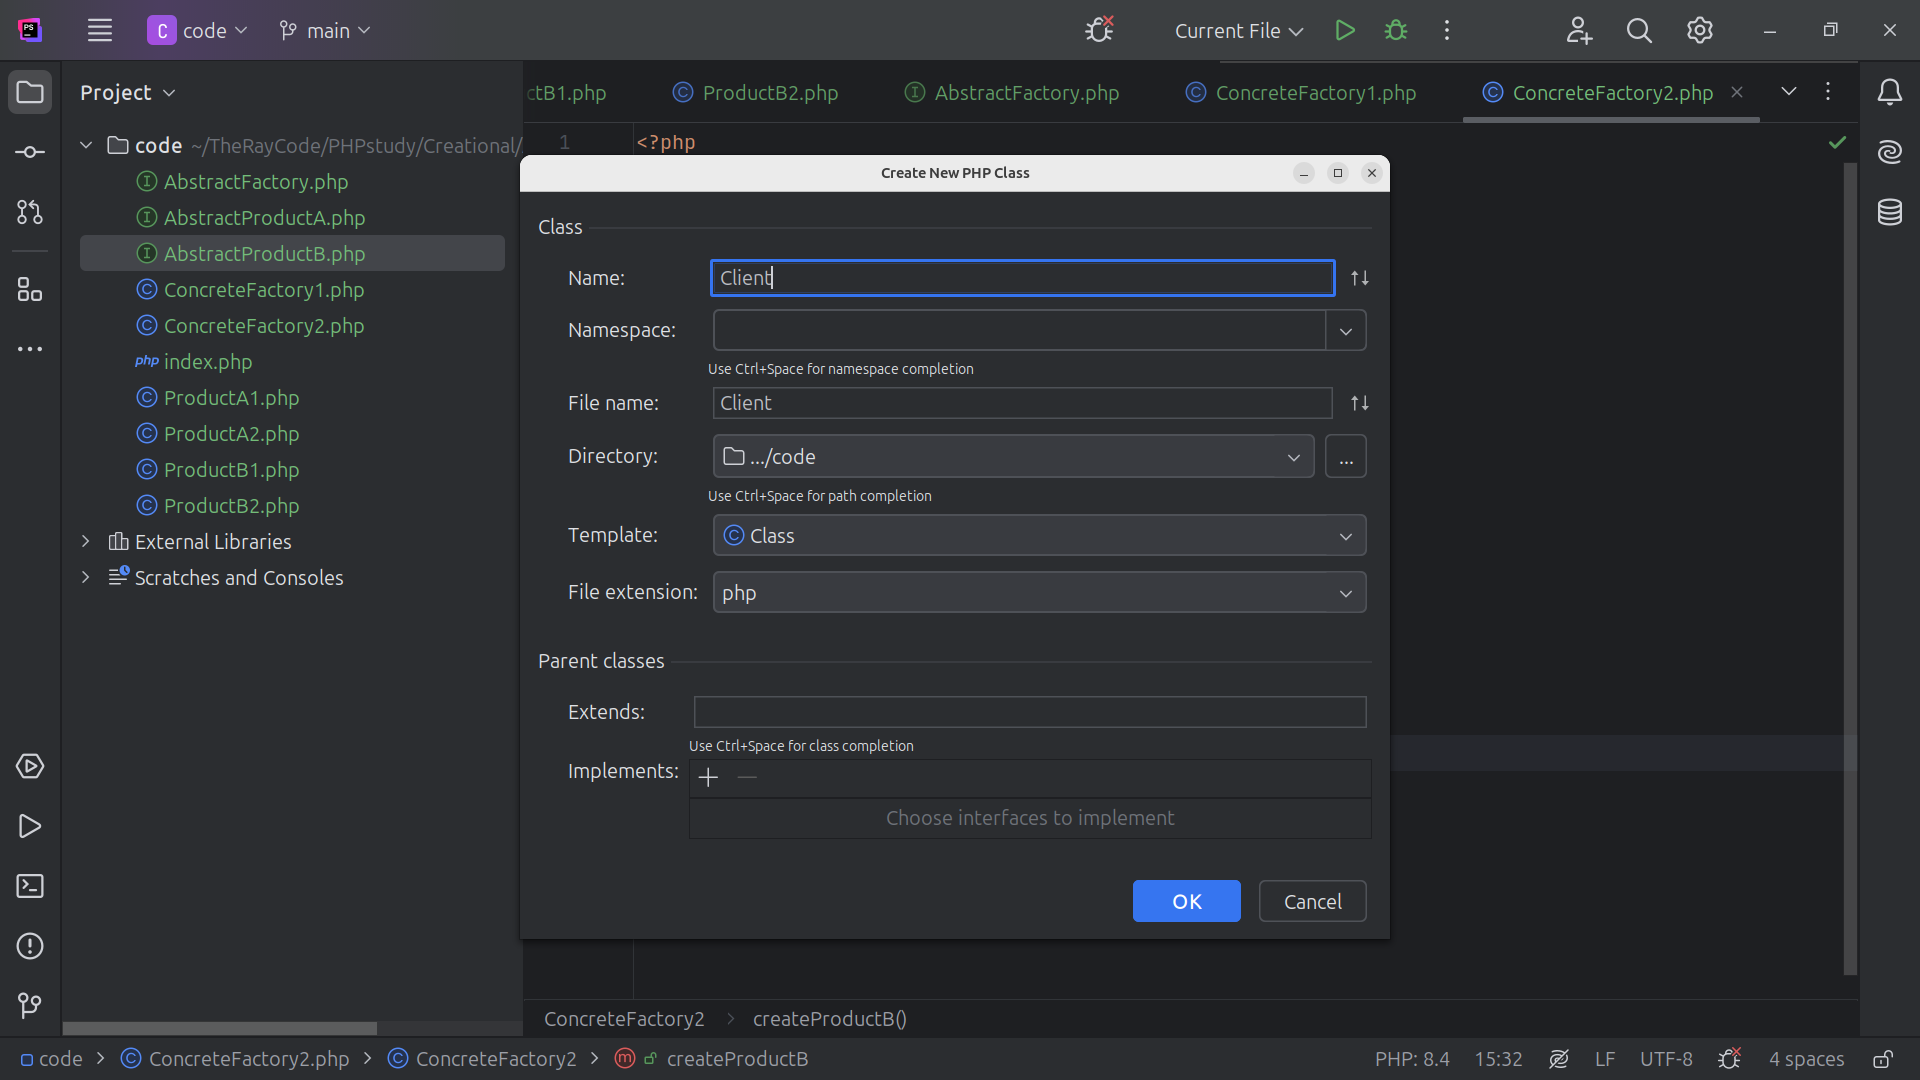 PS
C code
main
Current File
Project
ctB1.php
ProductB2.php
AbstractFactory.php
ConcreteFactory1.php
ConcreteFactory2.php
code ~/TheRayCode/PHPstudy/Creational/
AbstractFactory.php
AbstractProductA.php
AbstractProductB.php
ConcreteFactory1.php
ConcreteFactory2.php
php index.php
ProductA1.php
ProductA2.php
ProductB1.php
ProductB2.php
External Libraries
Scratches and Consoles
1 <?php
Create New PHP Class
Class
Name: Client
Namespace:
Use Ctrl+Space for namespace completion
File name: Client
Directory: .../code ...
Use Ctrl+Space for path completion
Template: Class
File extension: php
Parent classes
Extends:
Use Ctrl+Space for class completion
Implements:
Choose interfaces to implement
OK
Cancel
ConcreteFactory2 > createProductB()
code > ConcreteFactory2.php > ConcreteFactory2 > createProductB
PHP: 8.4 15:32 LF UTF-8 4 spaces